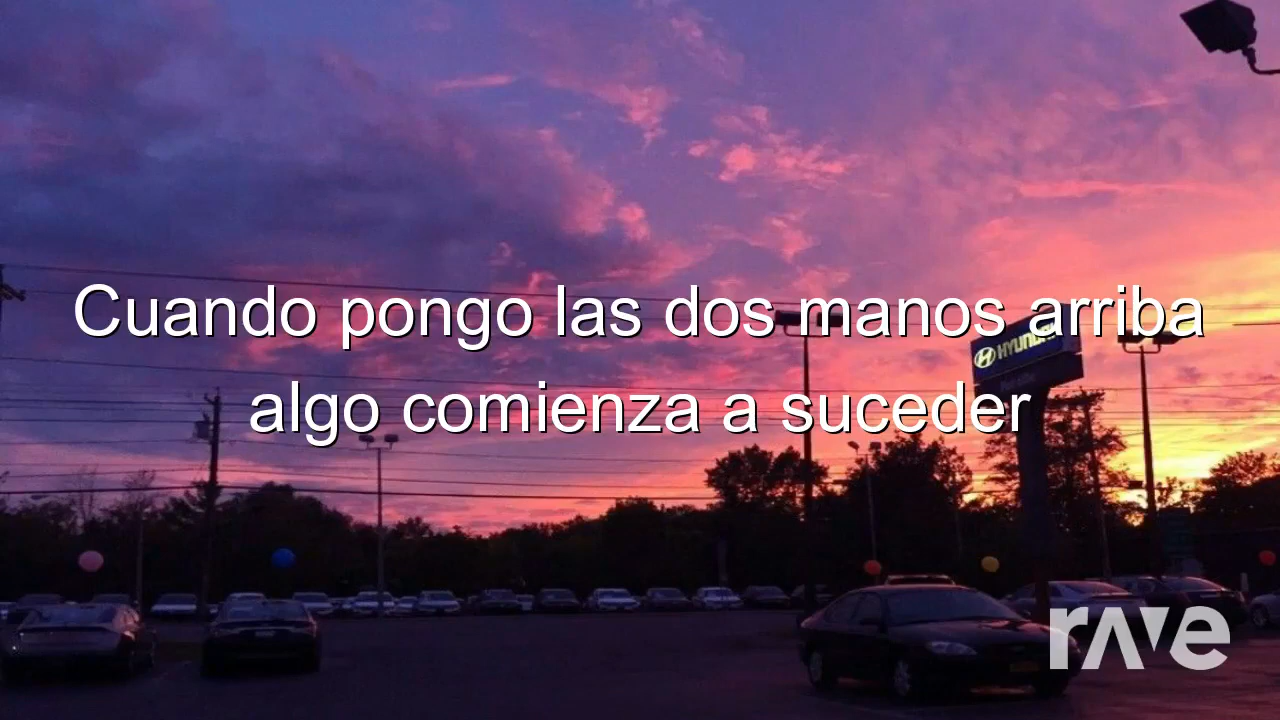 Cuando pongo las dos manos arriba
algo comienza a suceder
HYUNDAI
rave